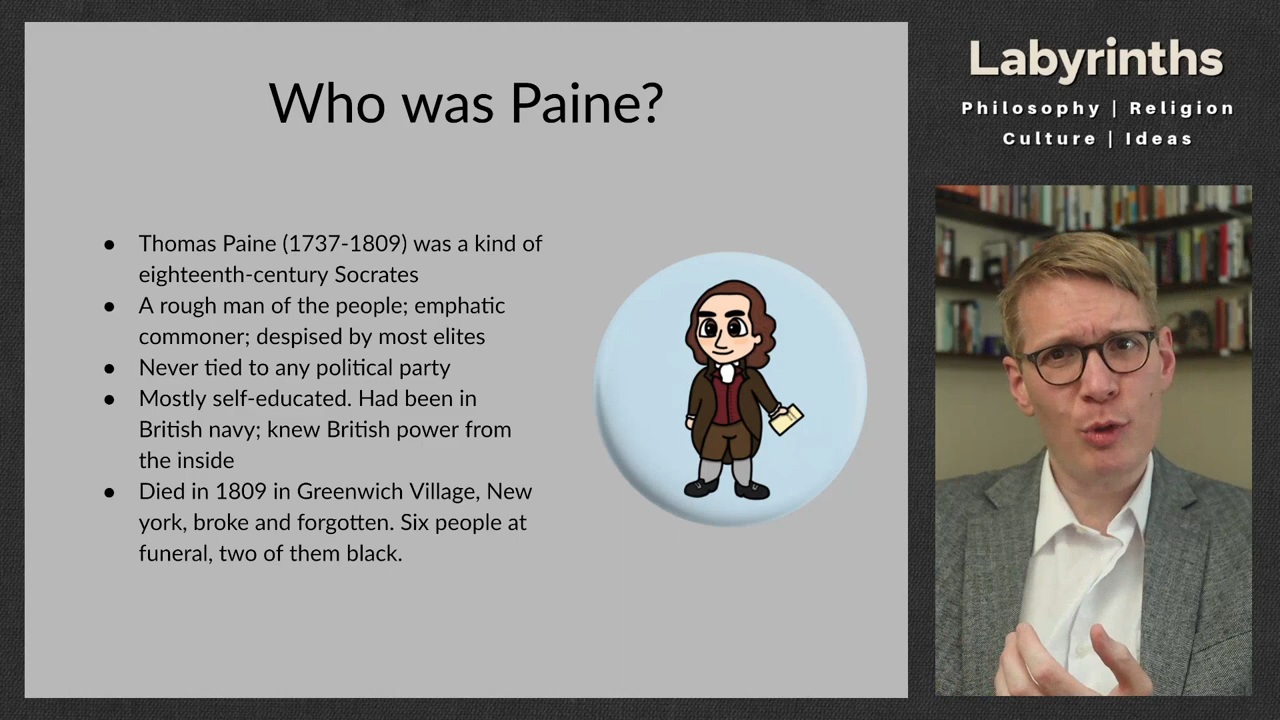 Who was Paine?
● Thomas Paine (1737-1809) was a kind of
eighteenth-century Socrates
● A rough man of the people; emphatic
commoner; despised by most elites
● Never tied to any political party
● Mostly self-educated. Had been in
British navy; knew British power from
the inside
● Died in 1809 in Greenwich Village, New
york, broke and forgotten. Six people at
funeral, two of them black.
Labyrinths
Philosophy | Religion
Culture | Ideas